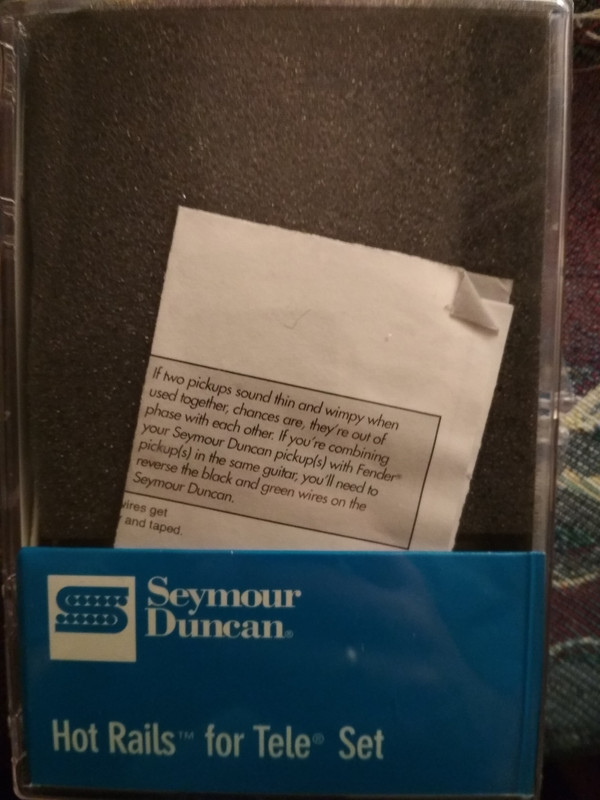 If two pickups sound thin and wimpy when
used together, chances are, they're out of
phase with each other. If you're combining
your Seymour Duncan pickup(s) with Fender®
pickup(s) in the same guitar, you'll need to
reverse the black and green wires on the
Seymour Duncan.
wires get
and taped.
Seymour
Duncan®
Hot Rails™ for Tele® Set